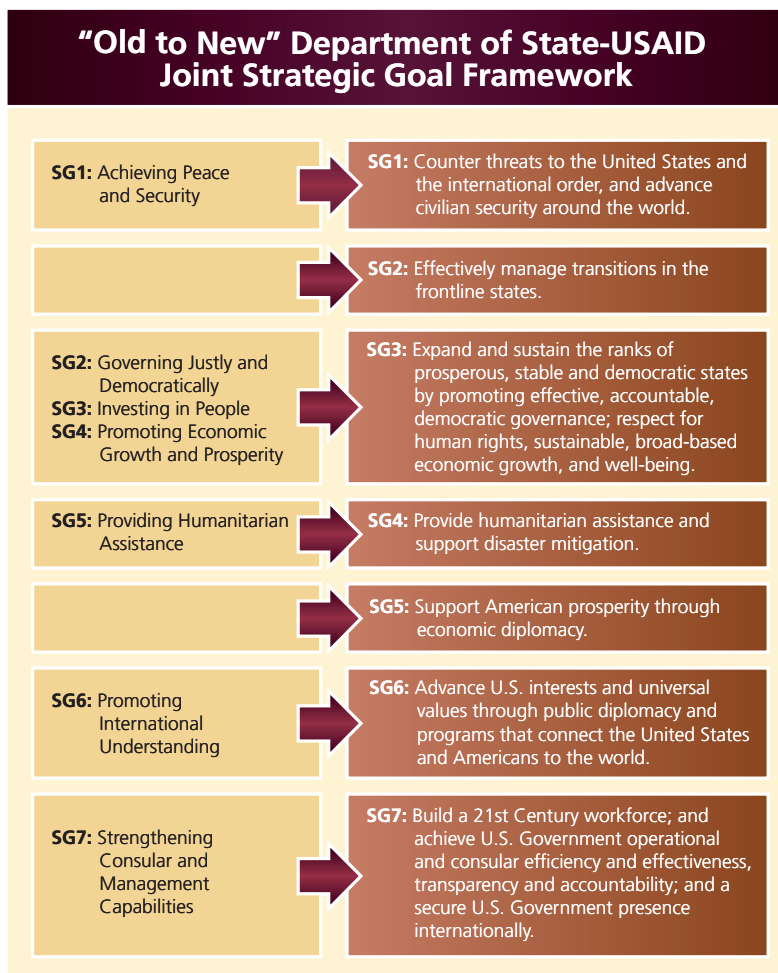 “Old to New” Department of State-USAID
Joint Strategic Goal Framework
SG1: Achieving Peace
and Security
SG1: Counter threats to the United States and
the international order, and advance
civilian security around the world.
SG2: Effectively manage transitions in the
frontline states.
SG2: Governing Justly and
Democratically
SG3: Investing in People
SG4: Promoting Economic
Growth and Prosperity
SG3: Expand and sustain the ranks of
prosperous, stable and democratic states
by promoting effective, accountable,
democratic governance; respect for
human rights, sustainable, broad-based
economic growth, and well-being.
SG5: Providing Humanitarian
Assistance
SG4: Provide humanitarian assistance and
support disaster mitigation.
SG5: Support American prosperity through
economic diplomacy.
SG6: Promoting
International
Understanding
SG6: Advance U.S. interests and universal
values through public diplomacy and
programs that connect the United States
and Americans to the world.
SG7: Strengthening
Consular and
Management
Capabilities
SG7: Build a 21st Century workforce; and
achieve U.S. Government operational
and consular efficiency and effectiveness,
transparency and accountability; and a
secure U.S. Government presence
internationally.